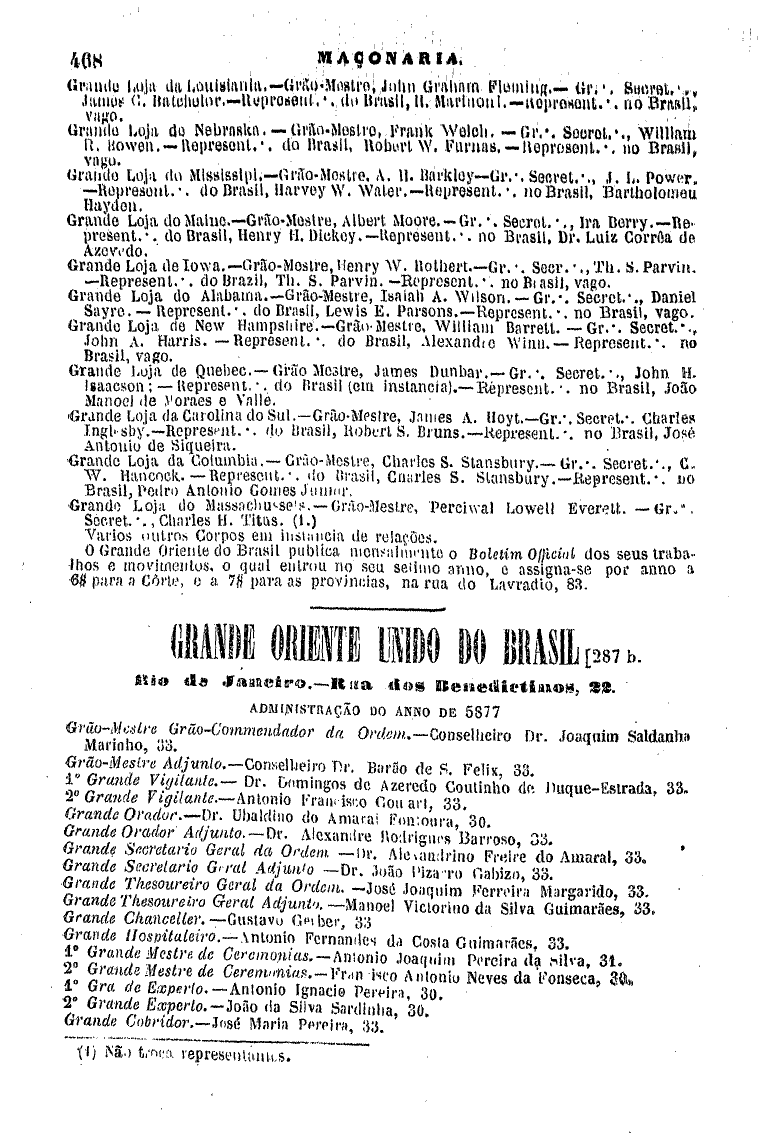 468
MAÇONARIA.
Grande Loja da Louisiania.—Grão-Mestre, John Graham Fleming.— Gr.·. Secret.·.,
James C. Batchelor.—Represent.·. do Brasil, H. Marinoni.—Represent.·. no Brasil,
vago.
Grande Loja do Nebraska. — Grão-Mestre, Frank Welch. — Gr.·. Secret.·., William
R. Bowen.— Represent.·. do Brasil, Robert W. Furnas.—Represent.·. no Brasil,
vago.
Grande Loja do Mississipi.—Grão-Mestre, A. H. Barkley—Gr.·. Secret.·., J. L. Power.
—Represent.·. do Brasil, Harvey W. Water.—Represent.·. no Brasil, Bartholomeu
Hayden.
Grande Loja do Maine.—Grão-Mestre, Albert Moore.—Gr.·. Secret.·., Ira Berry.—Re-
present.·. do Brasil, Henry H. Dickey.—Represent.·. no Brasil, Dr. Luiz Corrêa de
Azevedo.
Grande Loja de Iowa.—Grão-Mestre, Henry W. Rothert.—Gr.·. Secr.·., Th. S. Parvin.
—Represent.·. do Brazil, Th. S. Parvin. —Represent.·. no Brasil, vago.
Grande Loja do Alabama.—Grão-Mestre, Isaiah A. Wilson.—Gr.·. Secret.·., Daniel
Sayre.— Represent.·. do Brasil, Lewis E. Parsons.—Represent.·. no Brasil, vago.
Grande Loja de New Hampshire.—Grão-Mestre, William Barrett. — Gr.·. Secret.·.,
John A. Harris. — Represent.·. do Brasil, Alexandre Winn.— Represent.·. no
Brasil, vago.
Grande Loja de Quebec.—Grão Mestre, James Dunbar.— Gr.·. Secret.·., John H.
Isaacson; — Represent.·. do Brasil (em instancia).— Represent.·. no Brasil, João
Manoel de Moraes e Valle.
Grande Loja da Carolina do Sul.—Grão-Mestre, James A. Hoyt.—Gr.·. Secret.·. Charles
Inglesby.—Represent.·. do Brasil, Robert S. Bruns.—Represent.·. no Brasil, José
Antonio de Siqueira.
Grande Loja da Columbia.— Grão-Mestre, Charles S. Stansbury.— Gr.·. Secret.·., C.
W. Hancock. — Represent.·. do Brasil, Charles S. Stansbury.—Represent.·. no
Brasil, Pedro Antonio Gomes Junior.
Grande Loja do Massachussets.— Grão-Mestre, Perciwal Lowell Everett. — Gr.·.
Secret.·., Charles H. Titus. (1.)
Varios outros Corpos em instancia de relações.
O Grande Oriente do Brasil publica mensalmente o Boletim Official dos seus traba-
lhos e movimentos, o qual entrou no seu setimo anno, e assigna-se por anno a
6$ para a Côrte, e a 7$ para as provincias, na rua do Lavradio, 83.
GRANDE ORIENTE UNIDO DO BRASIL [287 b.
Rio de Janeiro.—Rua dos Benedictinos, 22.
ADMINISTRAÇÃO DO ANNO DE 5877
Grão-Mestre Grão-Commendador da Ordem.—Conselheiro Dr. Joaquim Saldanha
Marinho, 33.
Grão-Mestre Adjunto.—Conselheiro Dr. Barão de S. Felix, 33.
1º Grande Vigilante.— Dr. Domingos de Azeredo Coutinho de Duque-Estrada, 33.
2º Grande Vigilante.—Antonio Francisco Goulart, 33.
Grande Orador.—Dr. Ubaldino do Amaral Fontoura, 30.
Grande Orador Adjunto.—Dr. Alexandre Rodrigues Barroso, 33.
Grande Secretario Geral da Ordem —Dr. Alexandrino Freire do Amaral, 33.
Grande Secretario Geral Adjunto —Dr. João Pizarro Gabizo, 33.
Grande Thesoureiro Geral da Ordem. —José Joaquim Ferreira Margarido, 33.
Grande Thesoureiro Geral Adjunto.—Manoel Victorino da Silva Guimarães, 33.
Grande Chanceller.—Gustavo Gerber, 33
Grande Hospitaleiro.—Antonio Fernandes da Costa Guimarães, 33.
1º Grande Mestre de Ceremonias.—Antonio Joaquim Pereira da Silva, 31.
2º Grande Mestre de Ceremonias.—Francisco Antonio Neves da Fonseca, 30.
1º Grande Experto.—Antonio Ignacio Pereira, 30.
2º Grande Experto.—João da Silva Sardinha, 30.
Grande Cobridor.—José Maria Pereira, 33.
(1) Não troca representantes.